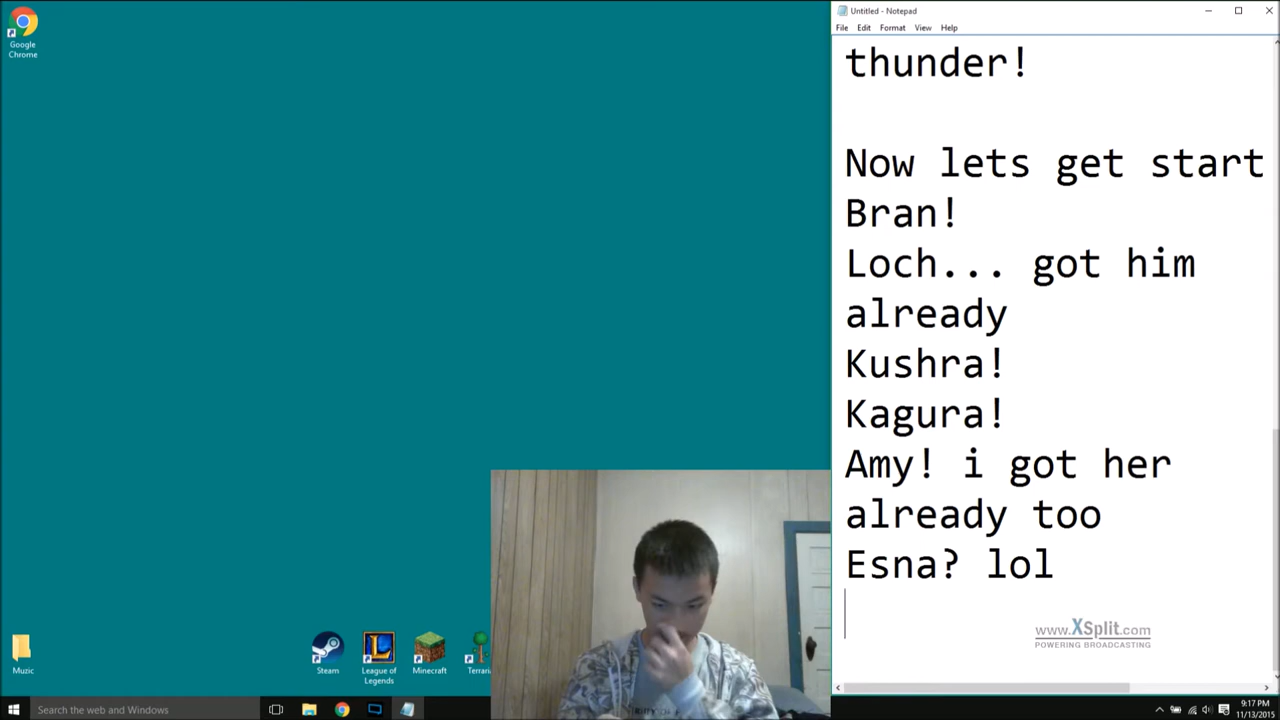 Google
Chrome
Untitled - Notepad
File Edit Format View Help
thunder!
Now lets get start
Bran!
Loch... got him
already
Kushra!
Kagura!
Amy! i got her
already too
Esna? lol
www.XSplit.com
POWERING BROADCASTING
Muzic
Steam
League of
Legends
Minecraft
Terrari
Search the web and Windows
9:17 PM
11/13/2015